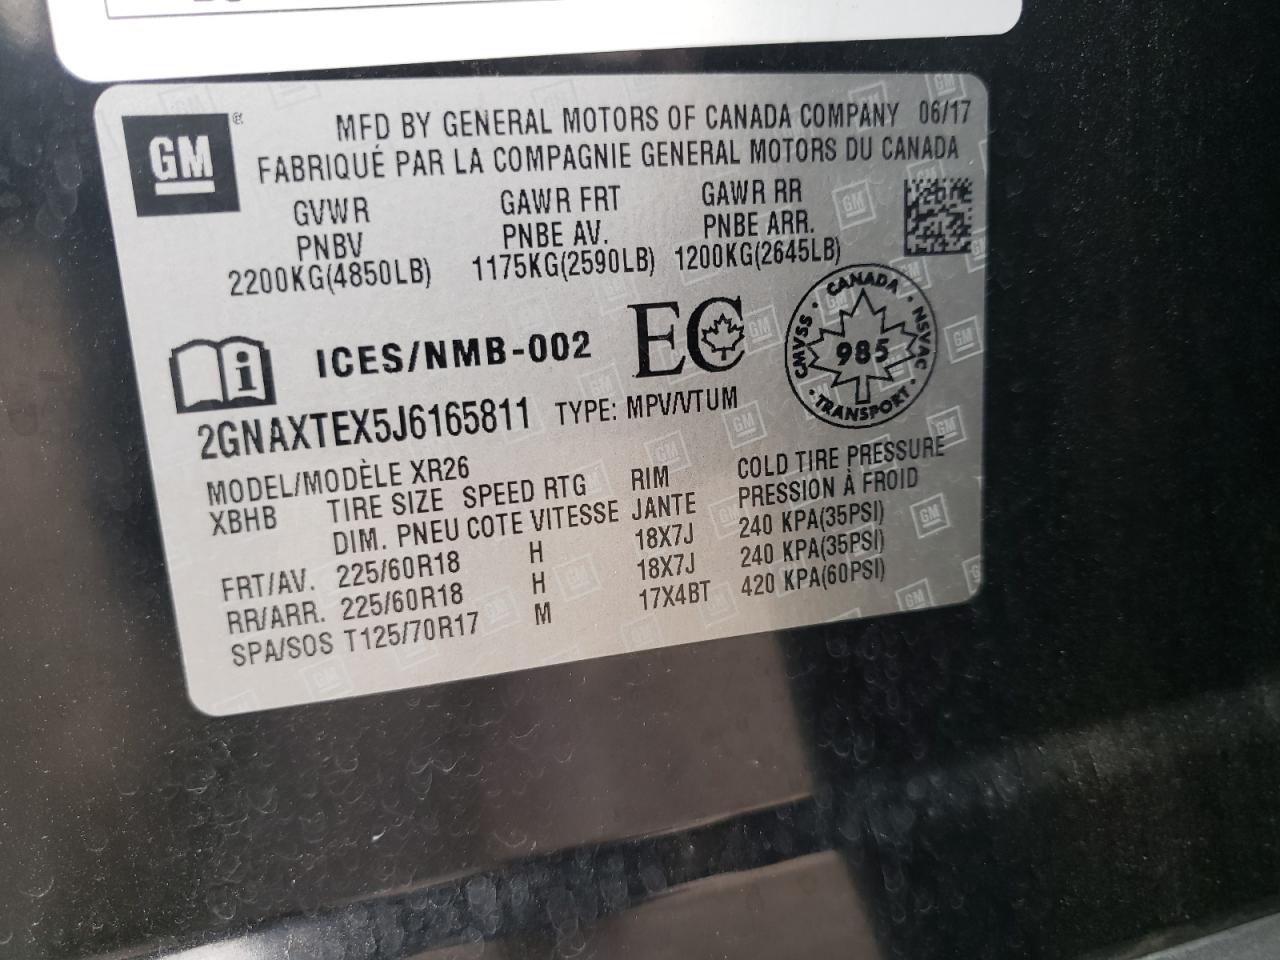 GM ®
MFD BY GENERAL MOTORS OF CANADA COMPANY 06/17
FABRIQUÉ PAR LA COMPAGNIE GENERAL MOTORS DU CANADA
GVWR GAWR FRT GAWR RR
PNBV PNBE AV. PNBE ARR.
2200KG(4850LB) 1175KG(2590LB) 1200KG(2645LB)
i ICES/NMB-002 EC
CANADA
CMVSS 985 NSVAC
TRANSPORT
2GNAXTEX5J6165811 TYPE: MPV/VTUM
MODEL/MODÈLE XR26
XBHB TIRE SIZE SPEED RTG RIM COLD TIRE PRESSURE
DIM. PNEU COTE VITESSE JANTE PRESSION À FROID
FRT/AV. 225/60R18 H 18X7J 240 KPA(35PSI)
RR/ARR. 225/60R18 H 18X7J 240 KPA(35PSI)
SPA/SOS T125/70R17 M 17X4BT 420 KPA(60PSI)